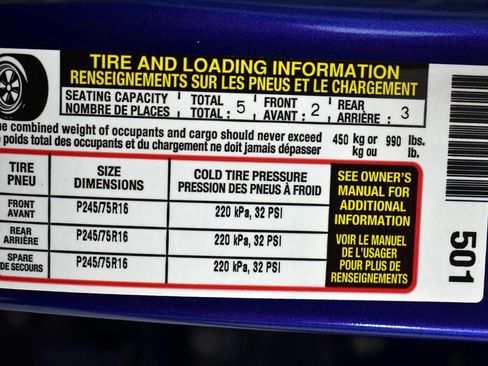 TIRE AND LOADING INFORMATION
RENSEIGNEMENTS SUR LES PNEUS ET LE CHARGEMENT
SEATING CAPACITY TOTAL FRONT REAR
NOMBRE DE PLACES TOTAL : 5 AVANT : 2 ARRIÈRE : 3
combined weight of occupants and cargo should never exceed 450 kg or 990 lbs.
poids total des occupants et du chargement ne doit jamais dépasser kg ou lb.
TIRE SIZE COLD TIRE PRESSURE
PNEU DIMENSIONS PRESSION DES PNEUS À FROID
FRONT
AVANT P245/75R16 220 kPa, 32 PSI
REAR
ARRIÈRE P245/75R16 220 kPa, 32 PSI
SPARE
DE SECOURS P245/75R16 220 kPa, 32 PSI
SEE OWNER'S
MANUAL FOR
ADDITIONAL
INFORMATION
VOIR LE MANUEL
DE L'USAGER
POUR PLUS DE
RENSEIGNEMENTS
501